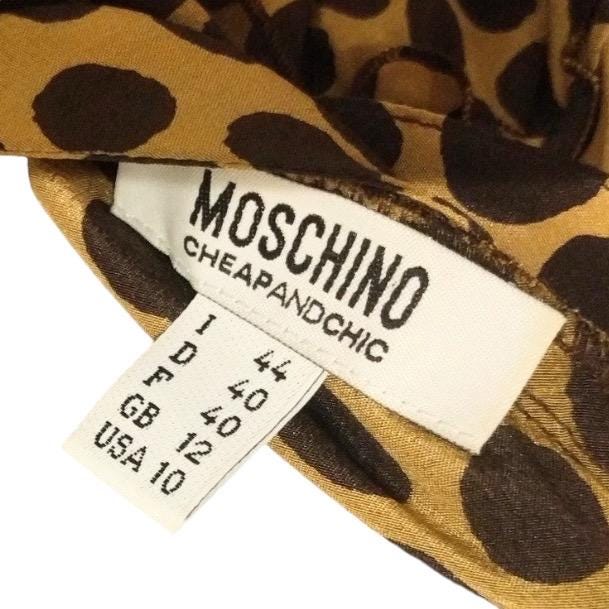 MOSCHINO
CHEAPANDCHIC
I 44
D 40
F 40
GB 12
USA 10